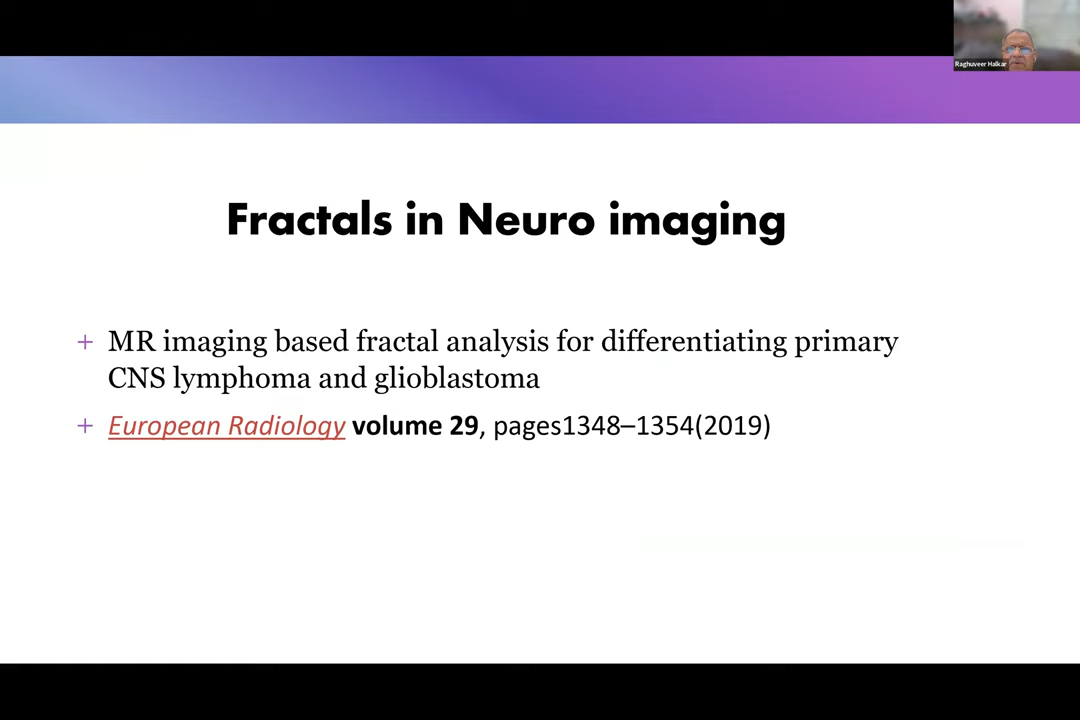 Raghuveer Halkar
Fractals in Neuro imaging
+ MR imaging based fractal analysis for differentiating primary
CNS lymphoma and glioblastoma
+ European Radiology volume 29, pages1348–1354(2019)